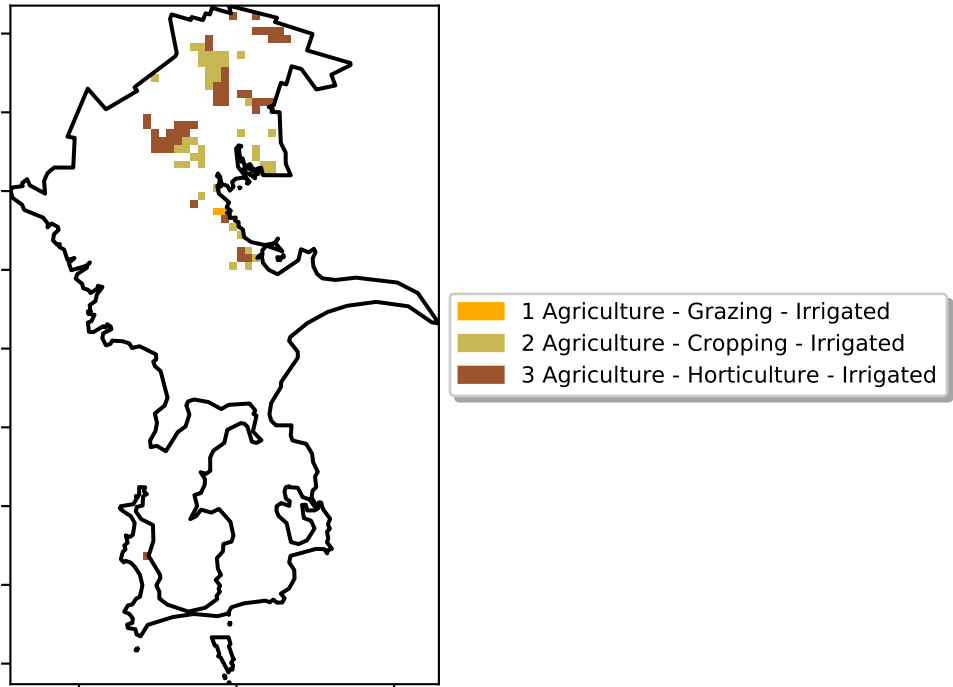 1 Agriculture - Grazing - Irrigated
2 Agriculture - Cropping - Irrigated
3 Agriculture - Horticulture - Irrigated